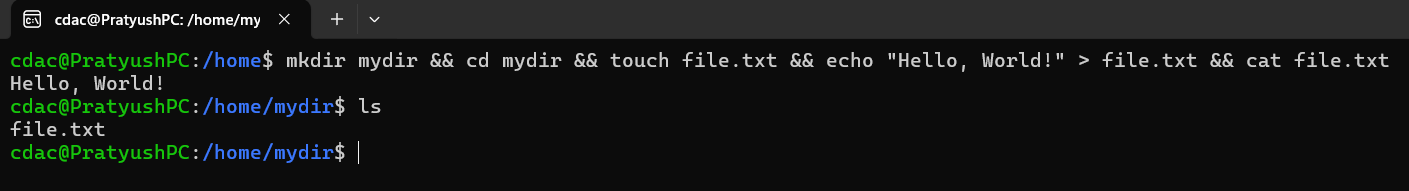 cdac@PratyushPC: /home/my
cdac@PratyushPC:/home$ mkdir mydir && cd mydir && touch file.txt && echo "Hello, World!" > file.txt && cat file.txt
Hello, World!
cdac@PratyushPC:/home/mydir$ ls
file.txt
cdac@PratyushPC:/home/mydir$